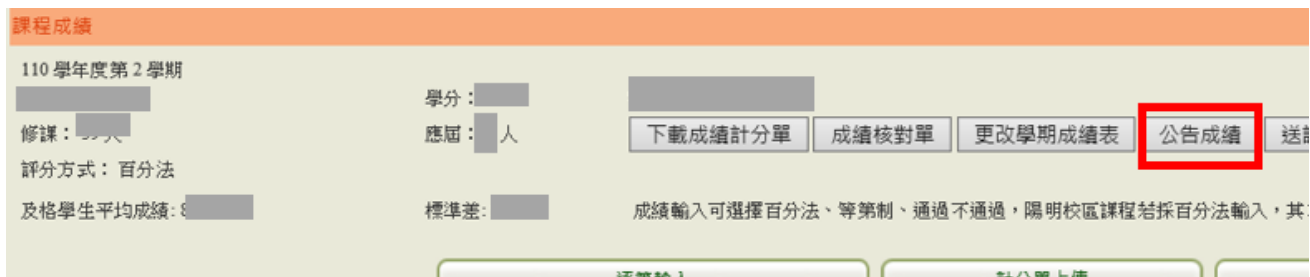 課程成績
110 學年度第 2 學期
學分：
修課： 人 應屆： 人 下載成績計分單 成績核對單 更改學期成績表 公告成績 送
評分方式： 百分法
及格學生平均成績: 標準差: 成績輸入可選擇百分法、等第制、通過不通過，陽明校區課程若採百分法輸入，其